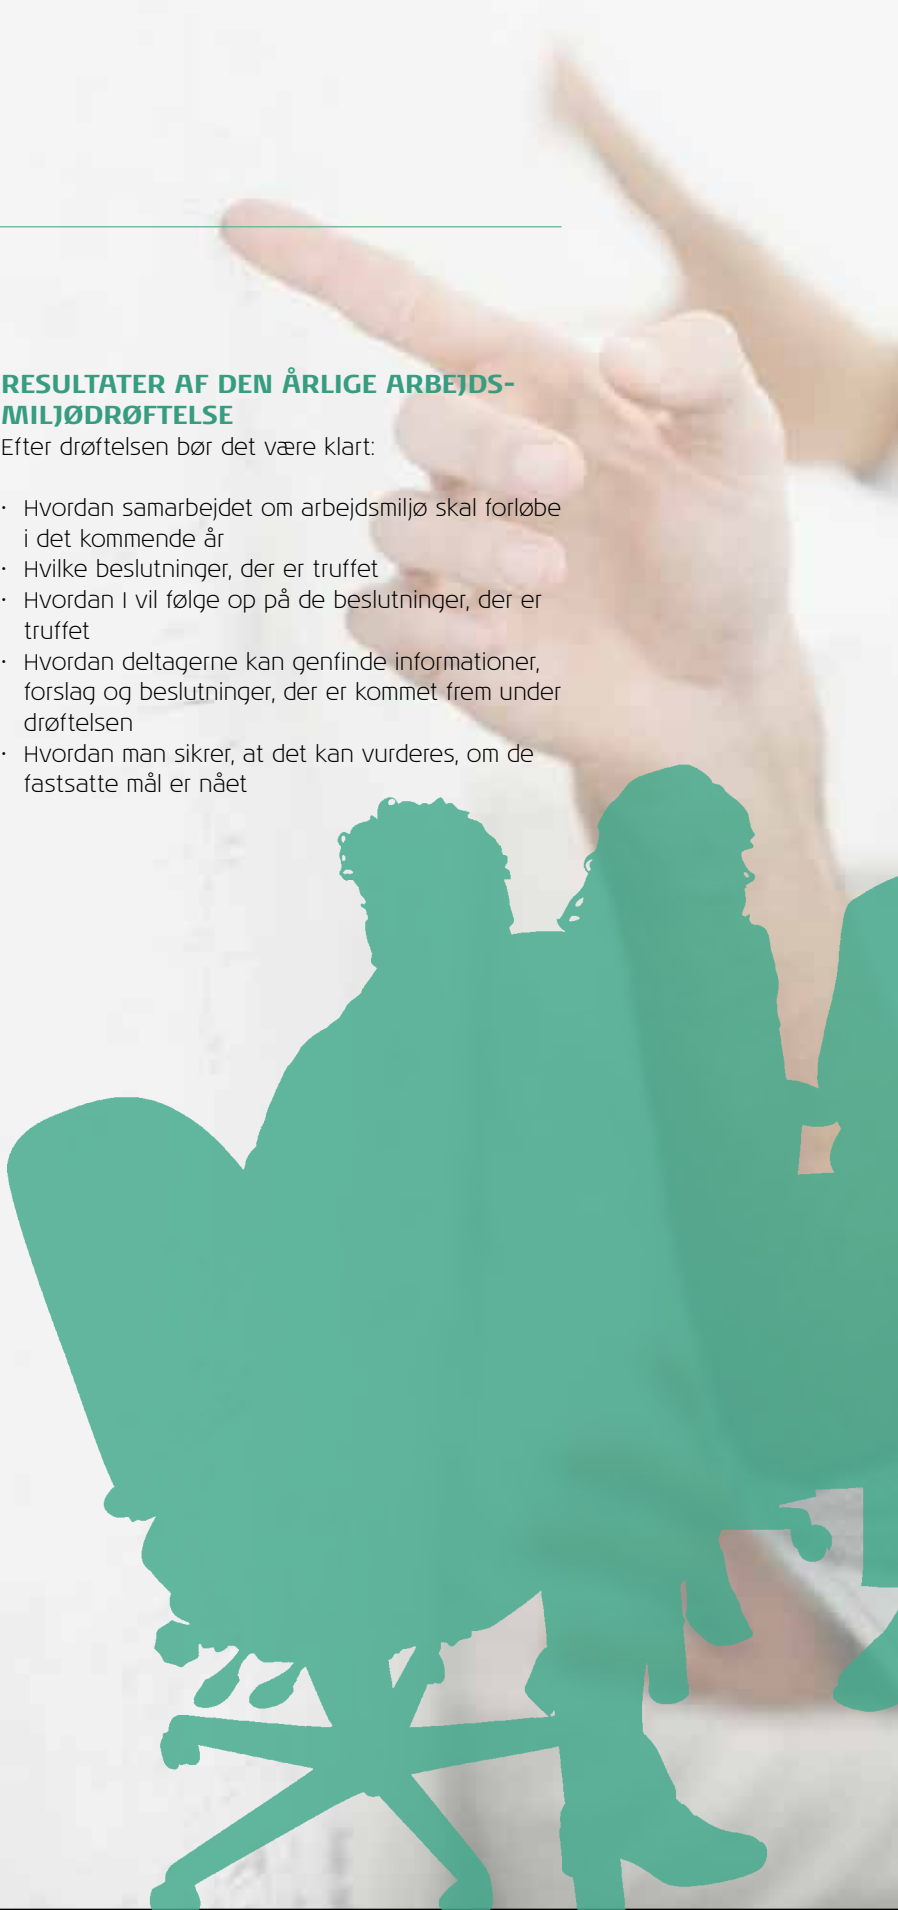 RESULTATER AF DEN ÅRLIGE ARBEJDS-
MILJØDRØFTELSE
Efter drøftelsen bør det være klart:
· Hvordan samarbejdet om arbejdsmiljø skal forløbe
i det kommende år
· Hvilke beslutninger, der er truffet
· Hvordan I vil følge op på de beslutninger, der er
truffet
· Hvordan deltagerne kan genfinde informationer,
forslag og beslutninger, der er kommet frem under
drøftelsen
· Hvordan man sikrer, at det kan vurderes, om de
fastsatte mål er nået